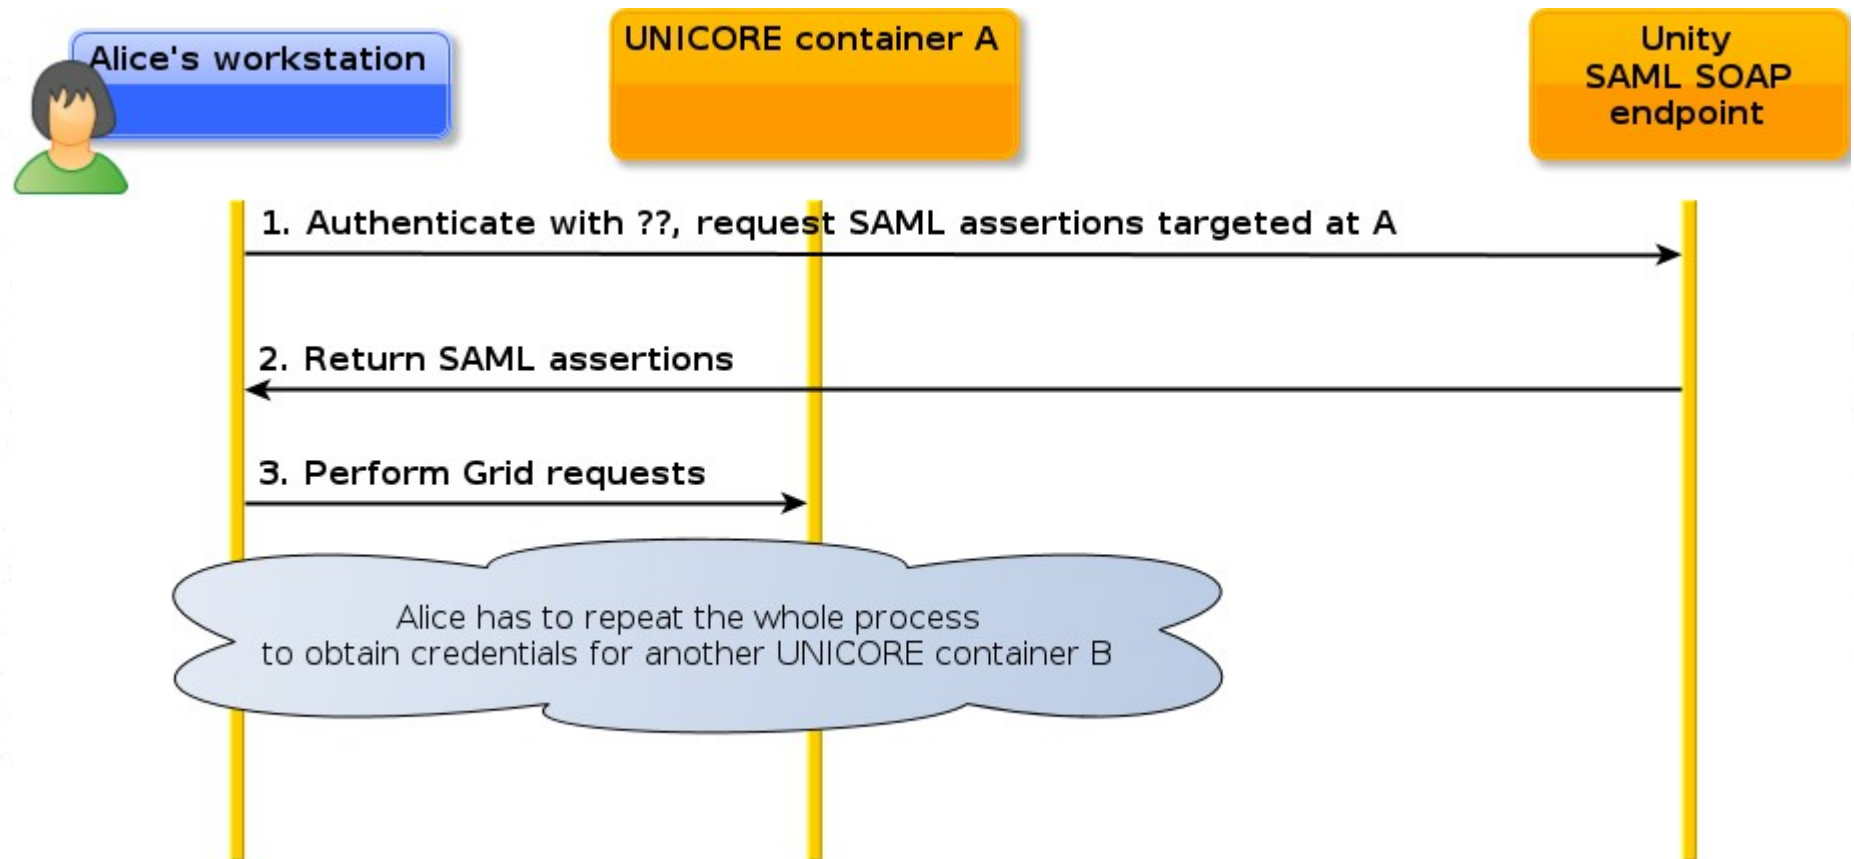 Alice's workstation
UNICORE container A
Unity
SAML SOAP
endpoint
1. Authenticate with ??, request SAML assertions targeted at A
2. Return SAML assertions
3. Perform Grid requests
Alice has to repeat the whole process
to obtain credentials for another UNICORE container B